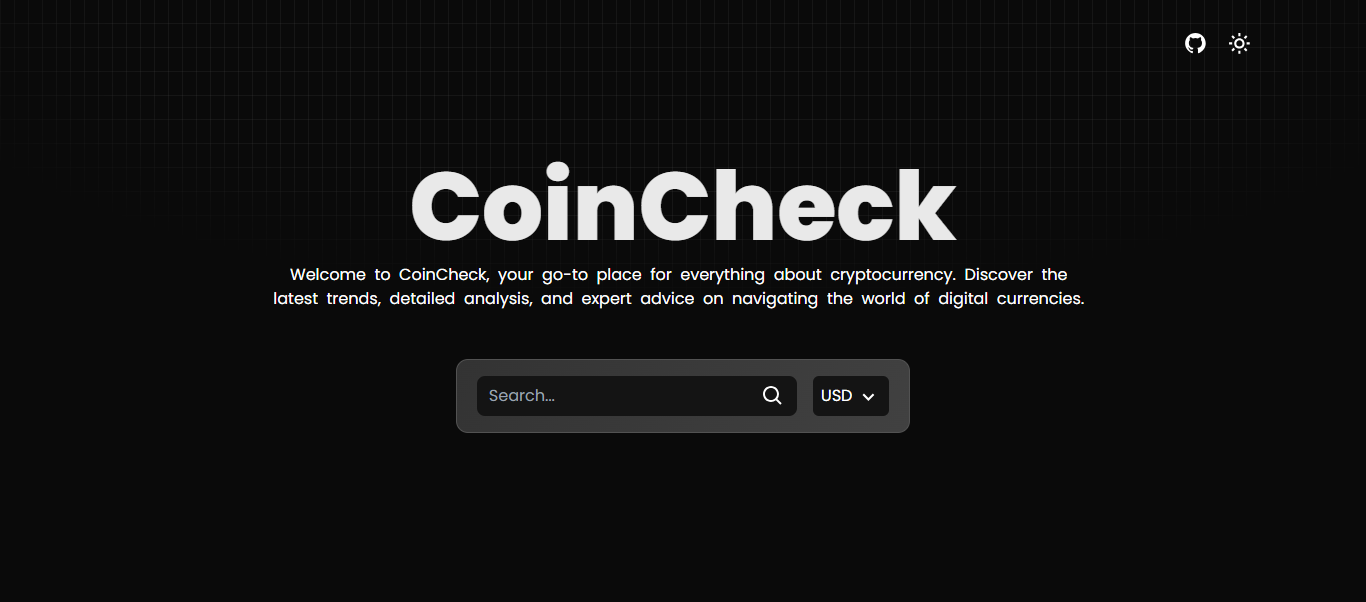 CoinCheck
Welcome to CoinCheck, your go-to place for everything about cryptocurrency. Discover the
latest trends, detailed analysis, and expert advice on navigating the world of digital currencies.
Search... USD